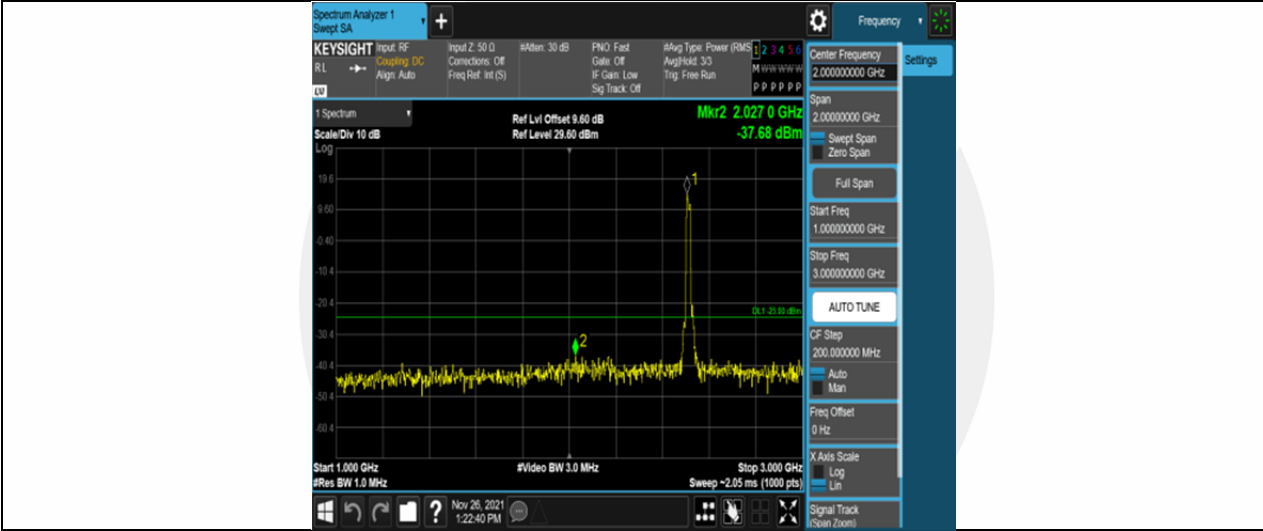 Spectrum Analyzer 1
Swept SA
Frequency
KEYSIGHT
RL
LV
Input: RF
Coupling: DC
Align: Auto
Input Z: 50 Ω
Corrections: Off
Freq Ref: Int (S)
#Atten: 30 dB
PNO: Fast
Gate: Off
IF Gain: Low
Sig Track: Off
#Avg Type: Power (RMS
Avg|Hold: 3/3
Trig: Free Run
1 2 3 4 5 6
M W W W W W
P P P P P P
1 Spectrum
Scale/Div 10 dB
Log
Ref Lvl Offset 9.60 dB
Ref Level 29.60 dBm
Mkr2 2.027 0 GHz
-37.68 dBm
19.6
9.60
-0.40
-10.4
-20.4
-30.4
-40.4
-50.4
-60.4
1
DL1 -25.00 dBm
2
Start 1.000 GHz
#Res BW 1.0 MHz
#Video BW 3.0 MHz
Stop 3.000 GHz
Sweep ~2.05 ms (1000 pts)
Nov 26, 2021
1:22:40 PM
Center Frequency
2.000000000 GHz
Settings
Span
2.00000000 GHz
Swept Span
Zero Span
Full Span
Start Freq
1.000000000 GHz
Stop Freq
3.000000000 GHz
AUTO TUNE
CF Step
200.000000 MHz
Auto
Man
Freq Offset
0 Hz
X Axis Scale
Log
Lin
Signal Track
(Span Zoom)